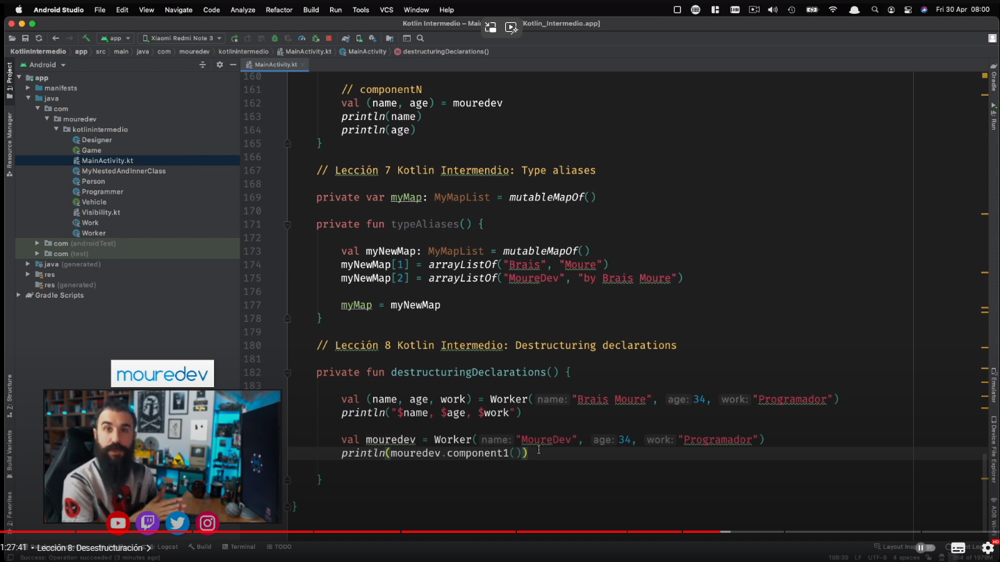 Android Studio File Edit View Navigate Code Analyze Refactor Build Run Tools VCS Window Help Fri 30 Apr 08:00
Kotlin Intermedio – Mai Kotlin_Intermedio.app]
app Xiaomi Redmi Note 3
KotlinIntermedio app src main java com mouredev kotlinintermedio MainActivity.kt MainActivity destructuringDeclarations()
Android
MainActivity.kt
app
manifests
java
com
mouredev
kotlinintermedio
Designer
Game
MainActivity.kt
MyNestedAndInnerClass
Person
Programmer
Vehicle
Visibility.kt
Work
Worker
com (androidTest)
com (test)
java (generated)
res
res (generated)
Gradle Scripts
1: Project
Resource Manager
Z: Structure
Build Variants
2: Favorites
160
161 // componentN
162 val (name, age) = mouredev
163 println(name)
164 println(age)
165 }
166
167 // Lección 7 Kotlin Intermendio: Type aliases
168
169 private var myMap: MyMapList = mutableMapOf()
170
171 private fun typeAliases() {
172
173 val myNewMap: MyMapList = mutableMapOf()
174 myNewMap[1] = arrayListOf("Brais", "Moure")
175 myNewMap[2] = arrayListOf("MoureDev", "by Brais Moure")
176
177 myMap = myNewMap
178 }
179
180 // Lección 8 Kotlin Intermedio: Destructuring declarations
181
182 private fun destructuringDeclarations() {
183
val (name, age, work) = Worker( name: "Brais Moure", age: 34, work: "Programador")
println("$name, $age, $work")
val mouredev = Worker( name: "MoureDev", age: 34, work: "Programador")
println(mouredev.component1())
}
}
mouredev
Gradle
4: Run
Emulator
Device File Explorer
ADB Wi-F
1:27:41 • Lección 8: Desestructuración >
Logcat Build Terminal TODO Layout Insp
HD
Success: Operation succeeded (3 minutes ago) 188:39 LF UTF-8 4 spaces 364 of 1979M